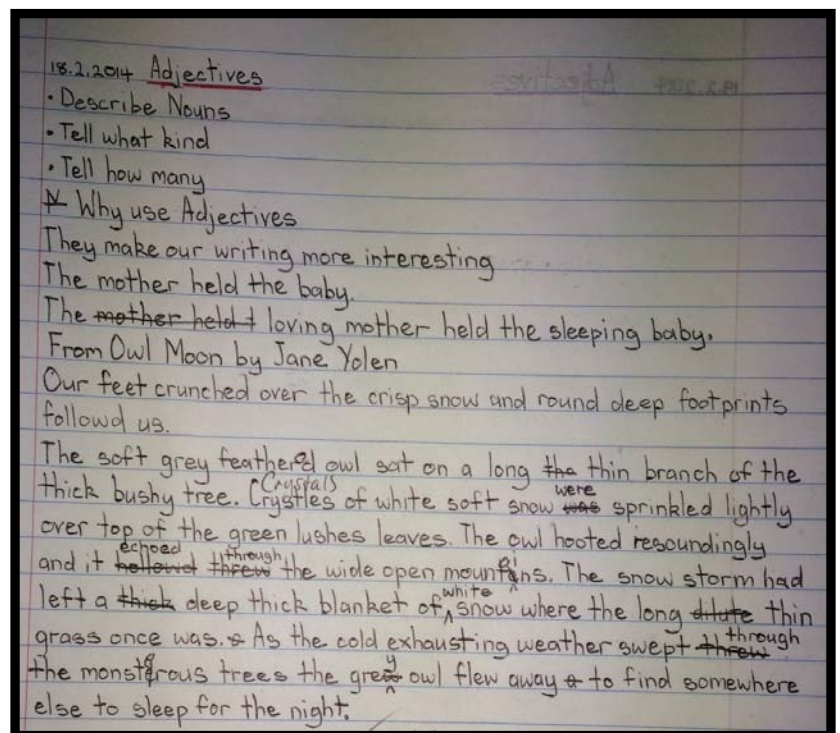 18.2.2014 Adjectives
• Describe Nouns
• Tell what kind
• Tell how many
Why use Adjectives
They make our writing more interesting
The mother held the baby.
The mother held t loving mother held the sleeping baby.
From Owl Moon by Jane Yolen
Our feet crunched over the crisp snow and round deep footprints
followd us.
The soft grey feathered owl sat on a long the thin branch of the
Crystals
thick bushy tree. Crystles of white soft snow was were sprinkled lightly
over top of the green lushes leaves. The owl hooted resoundingly
echoed through
and it hollowd threw the wide open mountains. The snow storm had
left a thick deep thick blanket of white snow where the long dilute thin
grass once was. As the cold exhausting weather swept threw through
the monsterous trees the grey owl flew away a to find somewhere
else to sleep for the night.